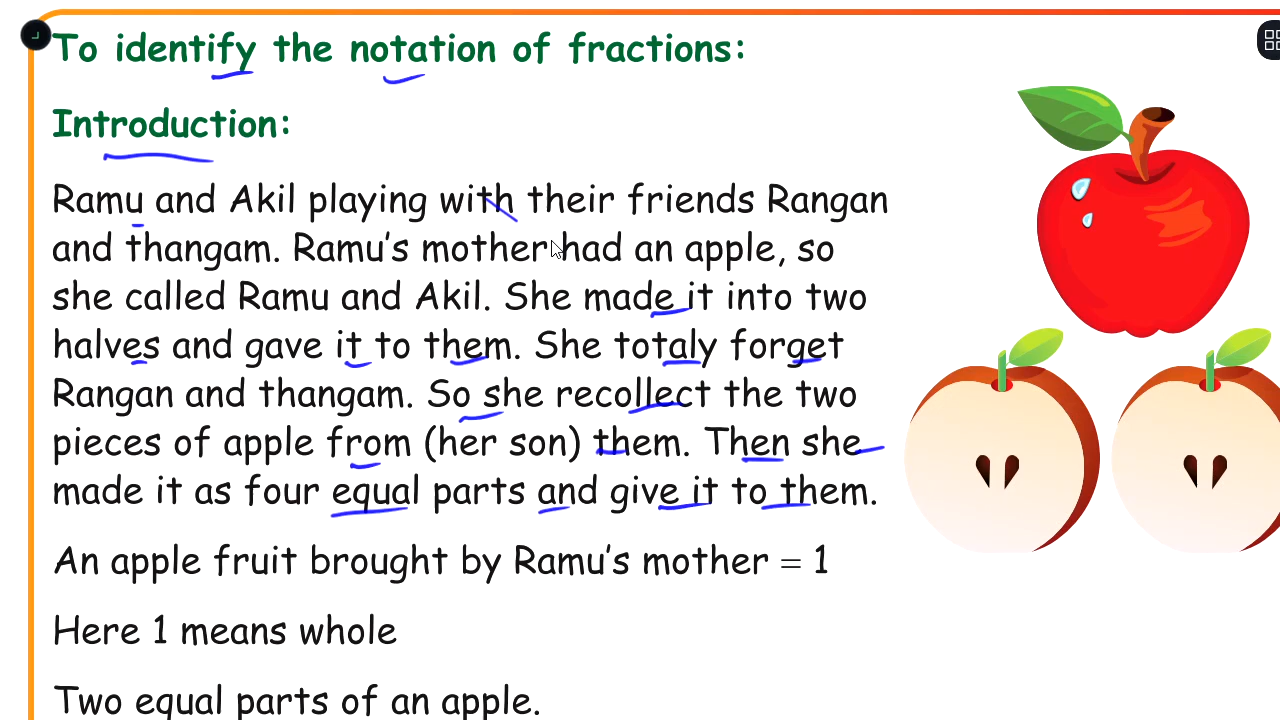 To identify the notation of fractions:
Introduction:
Ramu and Akil playing with their friends Rangan
and thangam. Ramu's mother had an apple, so
she called Ramu and Akil. She made it into two
halves and gave it to them. She totaly forget
Rangan and thangam. So she recollect the two
pieces of apple from (her son) them. Then she
made it as four equal parts and give it to them.
An apple fruit brought by Ramu's mother = 1
Here 1 means whole
Two equal parts of an apple.